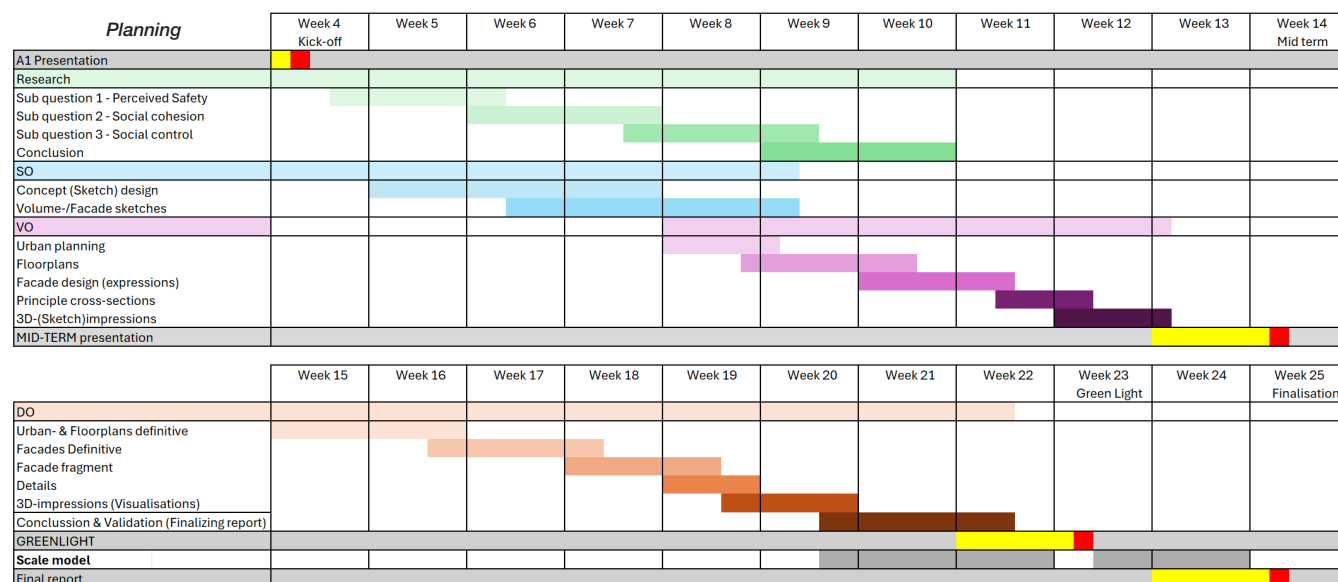 Planning
Week 4 Week 5 Week 6 Week 7 Week 8 Week 9 Week 10 Week 11 Week 12 Week 13 Week 14
Kick-off Mid term
A1 Presentation
Research
Sub question 1 - Perceived Safety
Sub question 2 - Social cohesion
Sub question 3 - Social control
Conclusion
SO
Concept (Sketch) design
Volume-/Facade sketches
VO
Urban planning
Floorplans
Facade design (expressions)
Principle cross-sections
3D-(Sketch)impressions
MID-TERM presentation
Week 15 Week 16 Week 17 Week 18 Week 19 Week 20 Week 21 Week 22 Week 23 Week 24 Week 25
Green Light Finalisation
DO
Urban- & Floorplans definitive
Facades Definitive
Facade fragment
Details
3D-impressions (Visualisations)
Conclussion & Validation (Finalizing report)
GREENLIGHT
Scale model
Final report